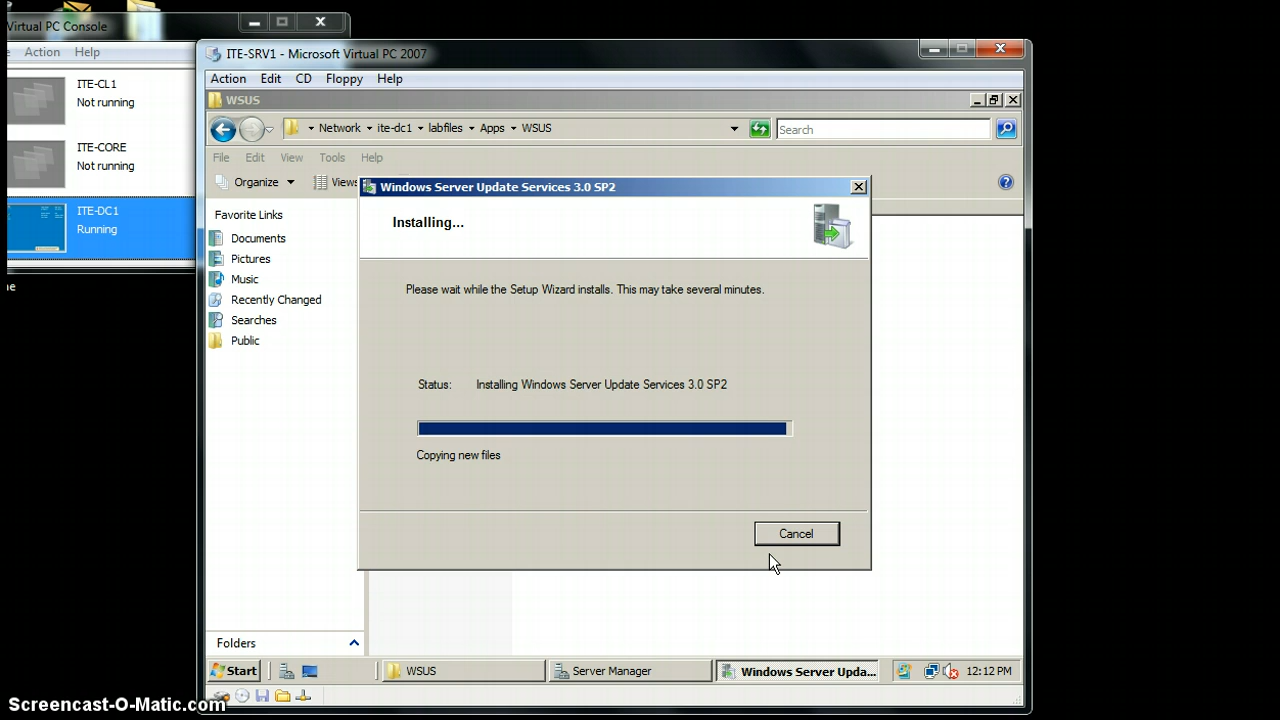 Virtual PC Console
Action Help
ITE-CL1
Not running
ITE-CORE
Not running
ITE-DC1
Running
ITE-SRV1 - Microsoft Virtual PC 2007
Action Edit CD Floppy Help
WSUS
Network ite-dc1 labfiles Apps WSUS
Search
File Edit View Tools Help
Organize Views
Favorite Links
Documents
Pictures
Music
Recently Changed
Searches
Public
Folders
Windows Server Update Services 3.0 SP2
Installing...
Please wait while the Setup Wizard installs. This may take several minutes.
Status: Installing Windows Server Update Services 3.0 SP2
Copying new files
Cancel
Start WSUS Server Manager Windows Server Upda... 12:12 PM
Screencast-O-Matic.com